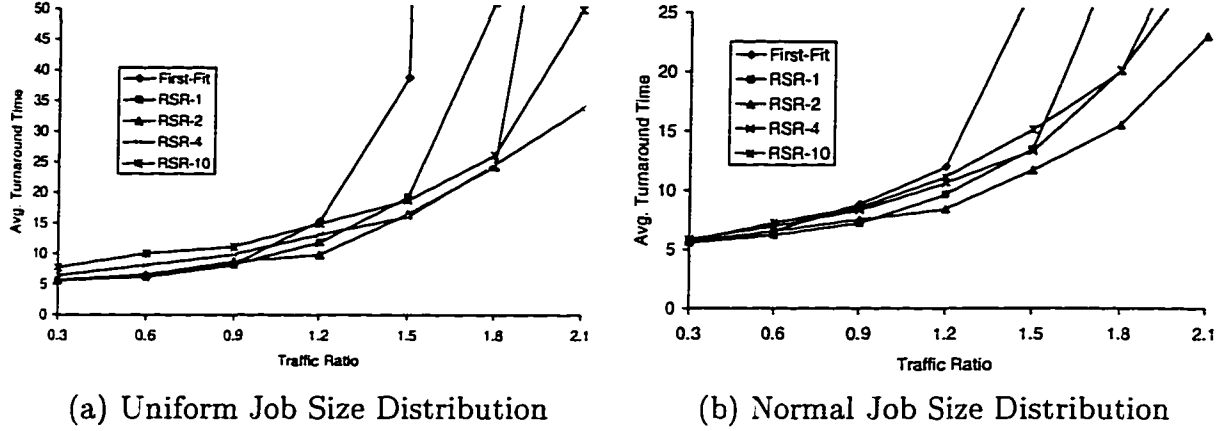 50
45
40
35
30
25
20
15
10
5
0
Avg. Turnaround Time
First-Fit
RSR-1
RSR-2
RSR-4
RSR-10
0.3 0.6 0.9 1.2 1.5 1.8 2.1
Traffic Ratio
(a) Uniform Job Size Distribution
25
20
15
10
5
0
Avg. Turnaround Time
First-Fit
RSR-1
RSR-2
RSR-4
RSR-10
0.3 0.6 0.9 1.2 1.5 1.8 2.1
Traffic Ratio
(b) Normal Job Size Distribution